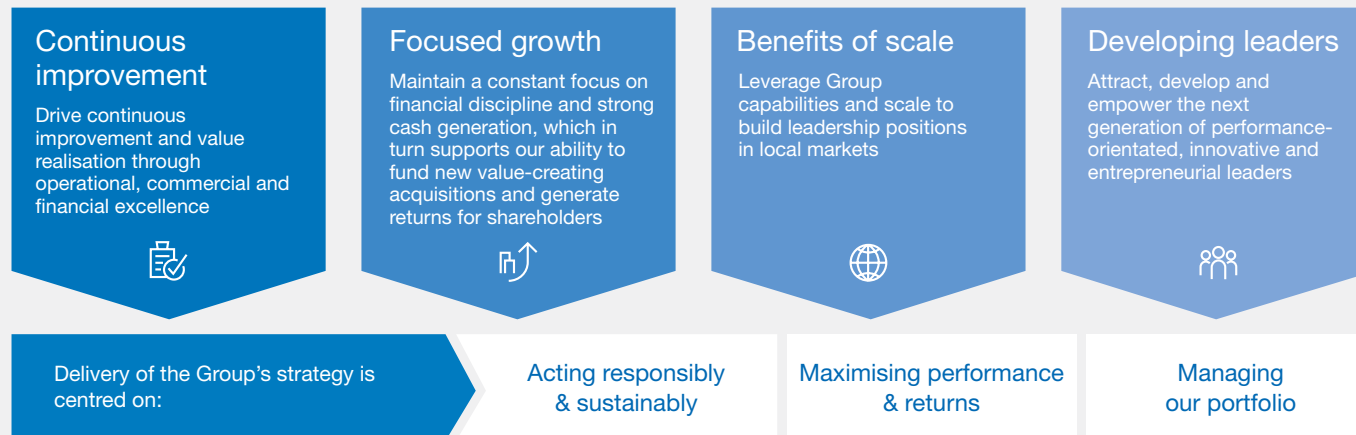 Continuous
improvement
Drive continuous
improvement and value
realisation through
operational, commercial and
financial excellence
Focused growth
Maintain a constant focus on
financial discipline and strong
cash generation, which in
turn supports our ability to
fund new value-creating
acquisitions and generate
returns for shareholders
Benefits of scale
Leverage Group
capabilities and scale to
build leadership positions
in local markets
Developing leaders
Attract, develop and
empower the next
generation of performance-
orientated, innovative and
entrepreneurial leaders
Delivery of the Group’s strategy is
centred on:
Acting responsibly
& sustainably
Maximising performance
& returns
Managing
our portfolio